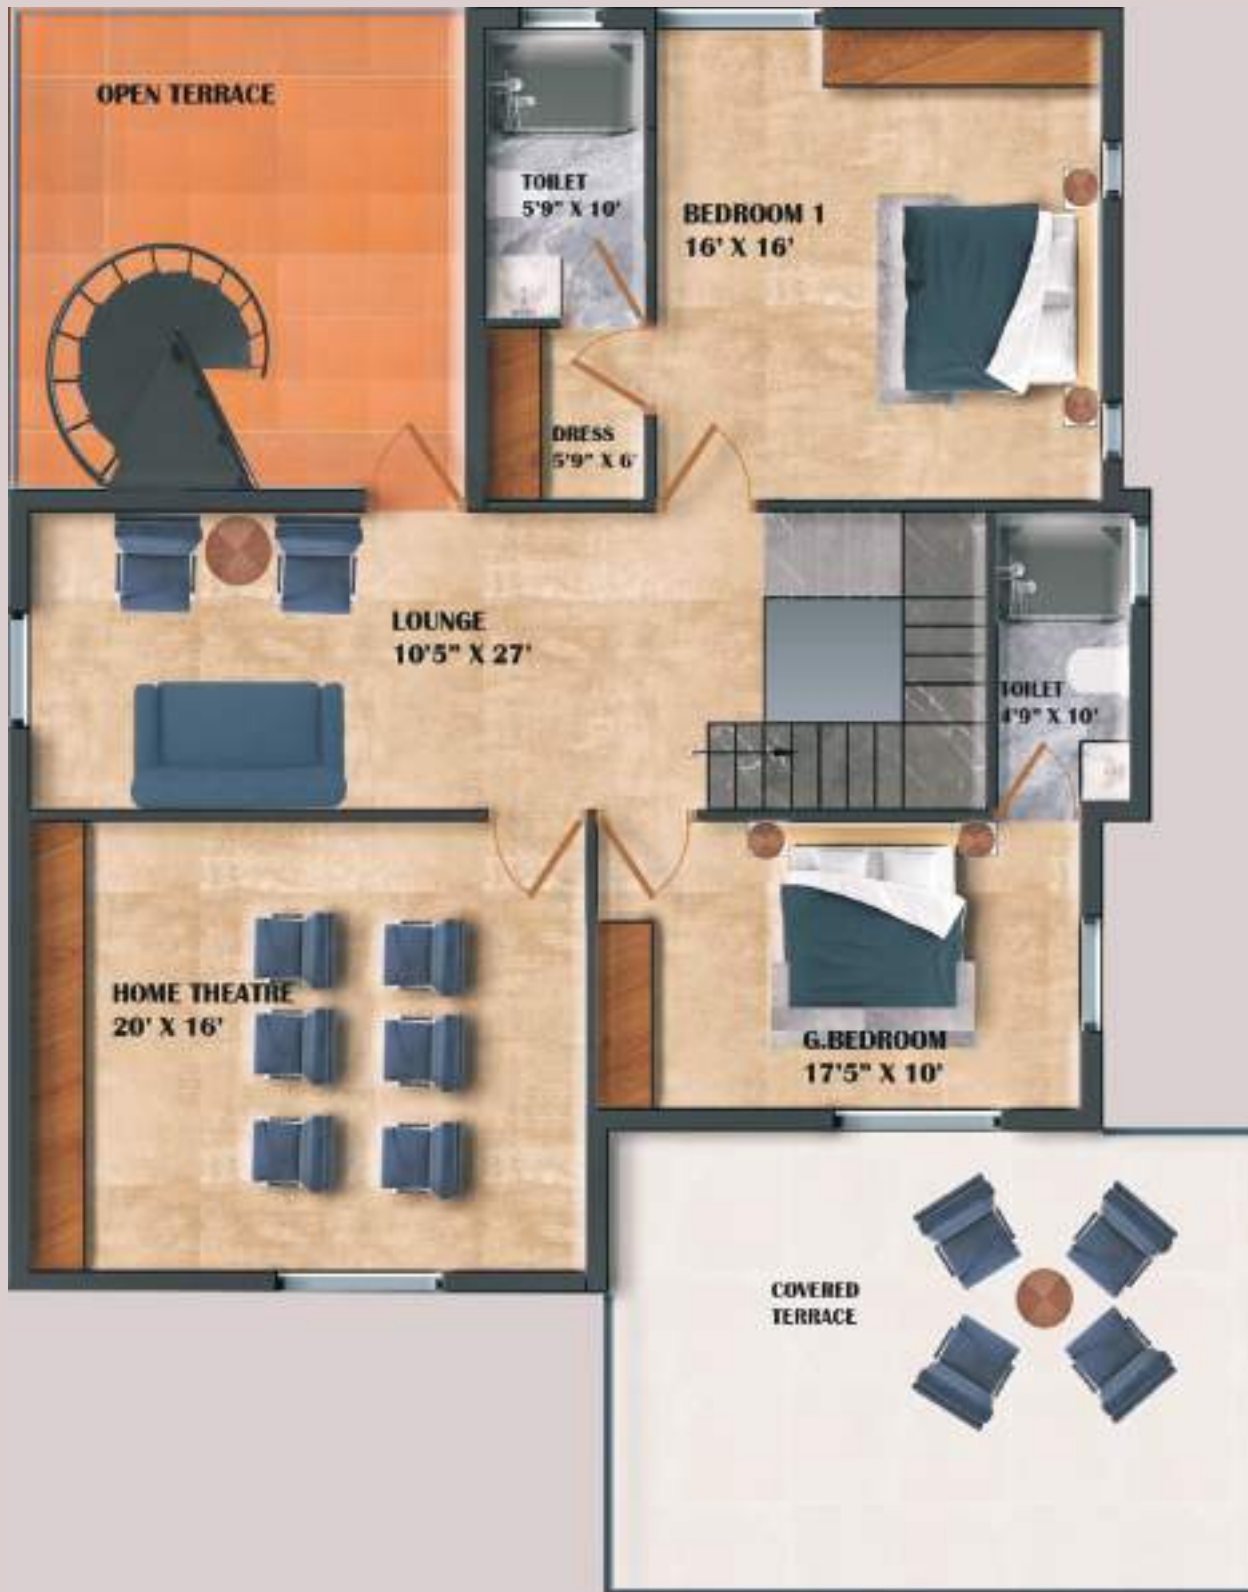 OPEN TERRACE
TOILET
5'9" X 10'
BEDROOM 1
16' X 16'
DRESS
5'9" X 6'
LOUNGE
10'5" X 27'
TOILET
4'9" X 10'
HOME THEATRE
20' X 16'
G.BEDROOM
17'5" X 10'
COVERED
TERRACE